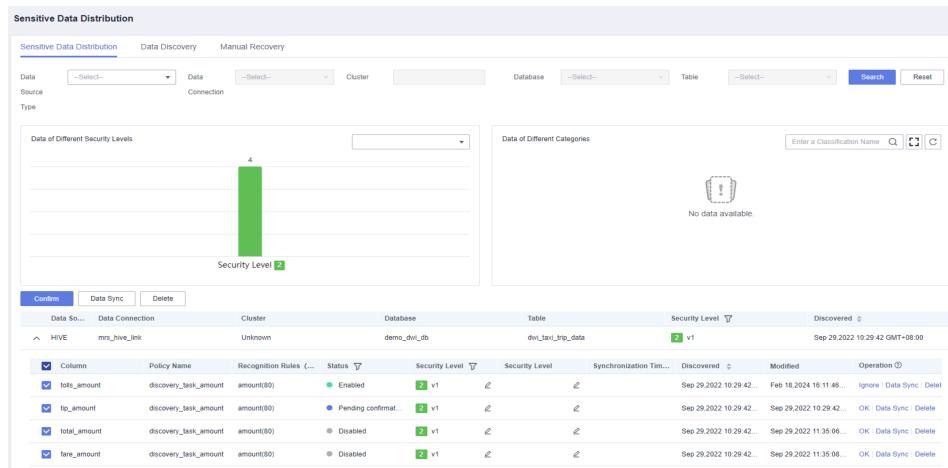 Sensitive Data Distribution
Sensitive Data Distribution Data Discovery Manual Recovery
Data Source Type --Select-- Data Connection --Select-- Cluster Database --Select-- Table --Select-- Search Reset
Data of Different Security Levels
4
Security Level 2
Data of Different Categories Enter a Classification Name
No data available.
Confirm Data Sync Delete
Data So... Data Connection Cluster Database Table Security Level Discovered
HIVE mrs_hive_link Unknown demo_dwi_db dwi_taxi_trip_data 2 v1 Sep 29,2022 10:29:42 GMT+08:00
Column Policy Name Recognition Rules (... Status Security Level Security Level Synchronization Tim... Discovered Modified Operation
tolls_amount discovery_task_amount amount(80) Enabled 2 v1 Sep 29,2022 10:29:42... Feb 18,2024 16:11:46... Ignore Data Sync Delet
tip_amount discovery_task_amount amount(80) Pending confirmat... 2 v1 Sep 29,2022 10:29:42... Sep 29,2022 10:29:42... OK Data Sync Delete
total_amount discovery_task_amount amount(80) Disabled 2 v1 Sep 29,2022 10:29:42... Sep 29,2022 11:35:06... OK Data Sync Delete
fare_amount discovery_task_amount amount(80) Disabled 2 v1 Sep 29,2022 10:29:42... Sep 29,2022 11:35:08... OK Data Sync Delete